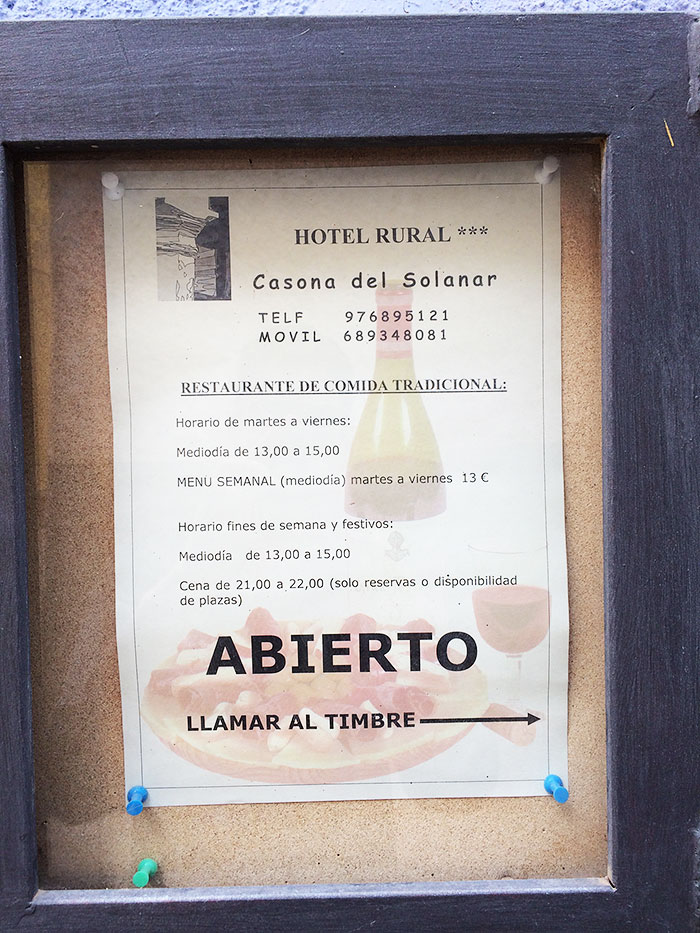 HOTEL RURAL ***
Casona del Solanar
TELF 976895121
MOVIL 689348081
RESTAURANTE DE COMIDA TRADICIONAL:
Horario de martes a viernes:
Mediodía de 13,00 a 15,00
MENU SEMANAL (mediodía) martes a viernes 13 €
Horario fines de semana y festivos:
Mediodía de 13,00 a 15,00
Cena de 21,00 a 22,00 (solo reservas o disponibilidad
de plazas)
ABIERTO
LLAMAR AL TIMBRE